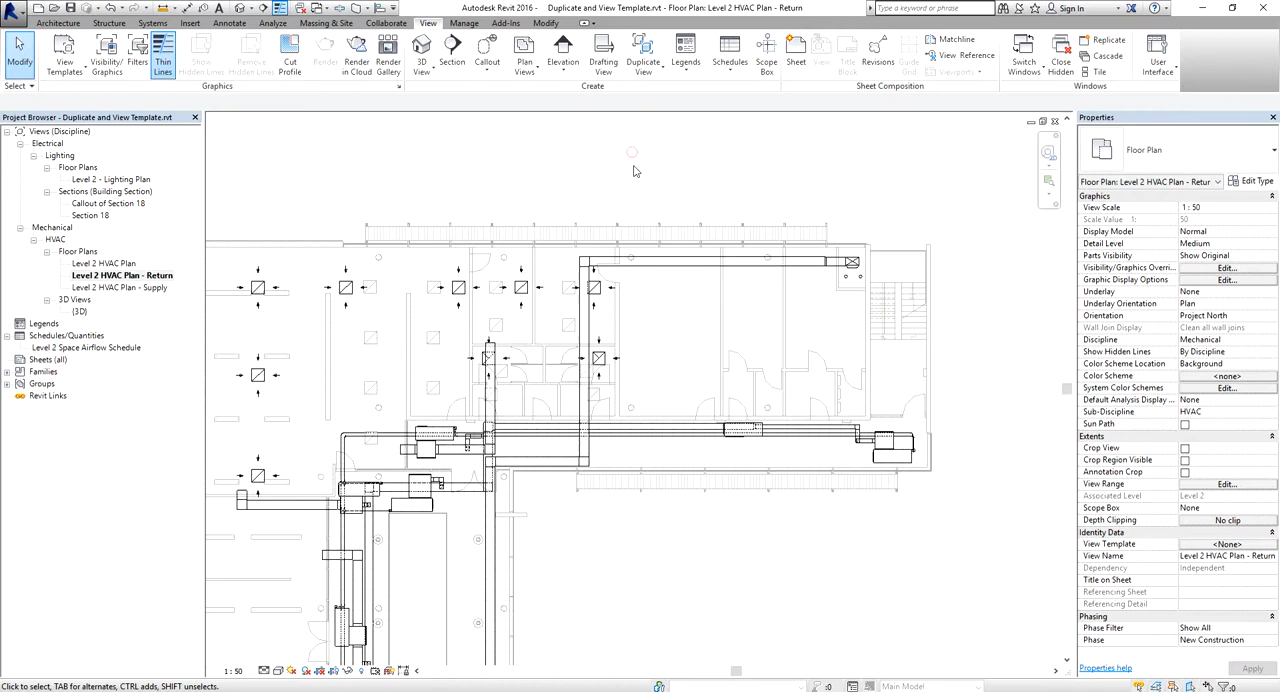 Autodesk Revit 2016 - Duplicate and View Template.rvt - Floor Plan: Level 2 HVAC Plan - Return
Type a keyword or phrase
Sign In
Architecture Structure Systems Insert Annotate Analyze Massing & Site Collaborate View Manage Add-Ins Modify
Modify
View Templates
Visibility/ Graphics
Filters
Thin Lines
Show Hidden Lines
Remove Hidden Lines
Cut Profile
Render
Render in Cloud
Render Gallery
3D View
Section
Callout
Plan Views
Elevation
Drafting View
Duplicate View
Legends
Schedules
Scope Box
Sheet
View
Title Block
Revisions
Guide Grid
Matchline
View Reference
Viewports
Switch Windows
Close Hidden
Replicate
Cascade
Tile
User Interface
Select
Graphics
Create
Sheet Composition
Windows
Project Browser - Duplicate and View Template.rvt
Views (Discipline)
Electrical
Lighting
Floor Plans
Level 2 - Lighting Plan
Sections (Building Section)
Callout of Section 18
Section 18
Mechanical
HVAC
Floor Plans
Level 2 HVAC Plan
Level 2 HVAC Plan - Return
Level 2 HVAC Plan - Supply
3D Views
{3D}
Legends
Schedules/Quantities
Level 2 Space Airflow Schedule
Sheets (all)
Families
Groups
Revit Links
Properties
Floor Plan
Floor Plan: Level 2 HVAC Plan - Retur
Edit Type
Graphics
View Scale 1 : 50
Scale Value 1: 50
Display Model Normal
Detail Level Medium
Parts Visibility Show Original
Visibility/Graphics Overri... Edit...
Graphic Display Options Edit...
Underlay None
Underlay Orientation Plan
Orientation Project North
Wall Join Display Clean all wall joins
Discipline Mechanical
Show Hidden Lines By Discipline
Color Scheme Location Background
Color Scheme <none>
System Color Schemes Edit...
Default Analysis Display ... None
Sub-Discipline HVAC
Sun Path
Extents
Crop View
Crop Region Visible
Annotation Crop
View Range Edit...
Associated Level Level 2
Scope Box None
Depth Clipping No clip
Identity Data
View Template <None>
View Name Level 2 HVAC Plan - Return
Dependency Independent
Title on Sheet
Referencing Sheet
Referencing Detail
Phasing
Phase Filter Show All
Phase New Construction
Properties help
Apply
1 : 50
Click to select, TAB for alternates, CTRL adds, SHIFT unselects.
:0
Main Model
:0